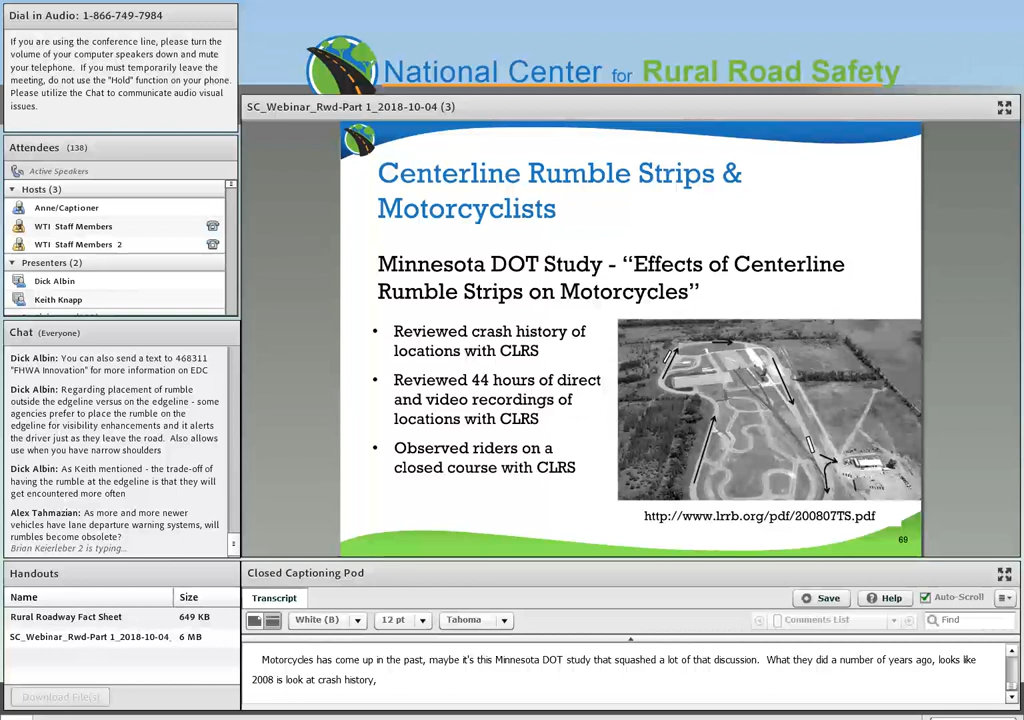 Dial in Audio: 1-866-749-7984
If you are using the conference line, please turn the
volume of your computer speakers down and mute
your telephone. If you must temporarily leave the
meeting, do not use the "Hold" function on your phone.
Please utilize the Chat to communicate audio visual
issues.
Attendees (138)
Active Speakers
Hosts (3)
Anne/Captioner
WTI Staff Members
WTI Staff Members 2
Presenters (2)
Dick Albin
Keith Knapp
Chat (Everyone)
Dick Albin: You can also send a text to 468311
"FHWA Innovation" for more information on EDC
Dick Albin: Regarding placement of rumble
outside the edgeline versus on the edgeline - some
agencies prefer to place the rumble on the
edgeline for visibility enhancements and it alerts
the driver just as they leave the road. Also allows
use when you have narrow shoulders
Dick Albin: As Keith mentioned - the trade-off of
having the rumble at the edgeline is that they will
get encountered more often
Alex Tahmazian: As more and more newer
vehicles have lane departure warning systems, will
rumbles become obsolete?
Brian Keierleber 2 is typing...
Handouts
Name Size
Rural Roadway Fact Sheet 649 KB
SC_Webinar_Rwd-Part 1_2018-10-04 6 MB
Download File(s)
National Center for Rural Road Safety
SC_Webinar_Rwd-Part 1_2018-10-04 (3)
Centerline Rumble Strips &
Motorcyclists
Minnesota DOT Study - “Effects of Centerline
Rumble Strips on Motorcycles”
• Reviewed crash history of
locations with CLRS
• Reviewed 44 hours of direct
and video recordings of
locations with CLRS
• Observed riders on a
closed course with CLRS
http://www.lrrb.org/pdf/200807TS.pdf
69
Closed Captioning Pod
Transcript
Save Help Auto-Scroll
White (B) 12 pt Tahoma Comments List Find
Motorcycles has come up in the past, maybe it's this Minnesota DOT study that squashed a lot of that discussion. What they did a number of years ago, looks like
2008 is look at crash history,